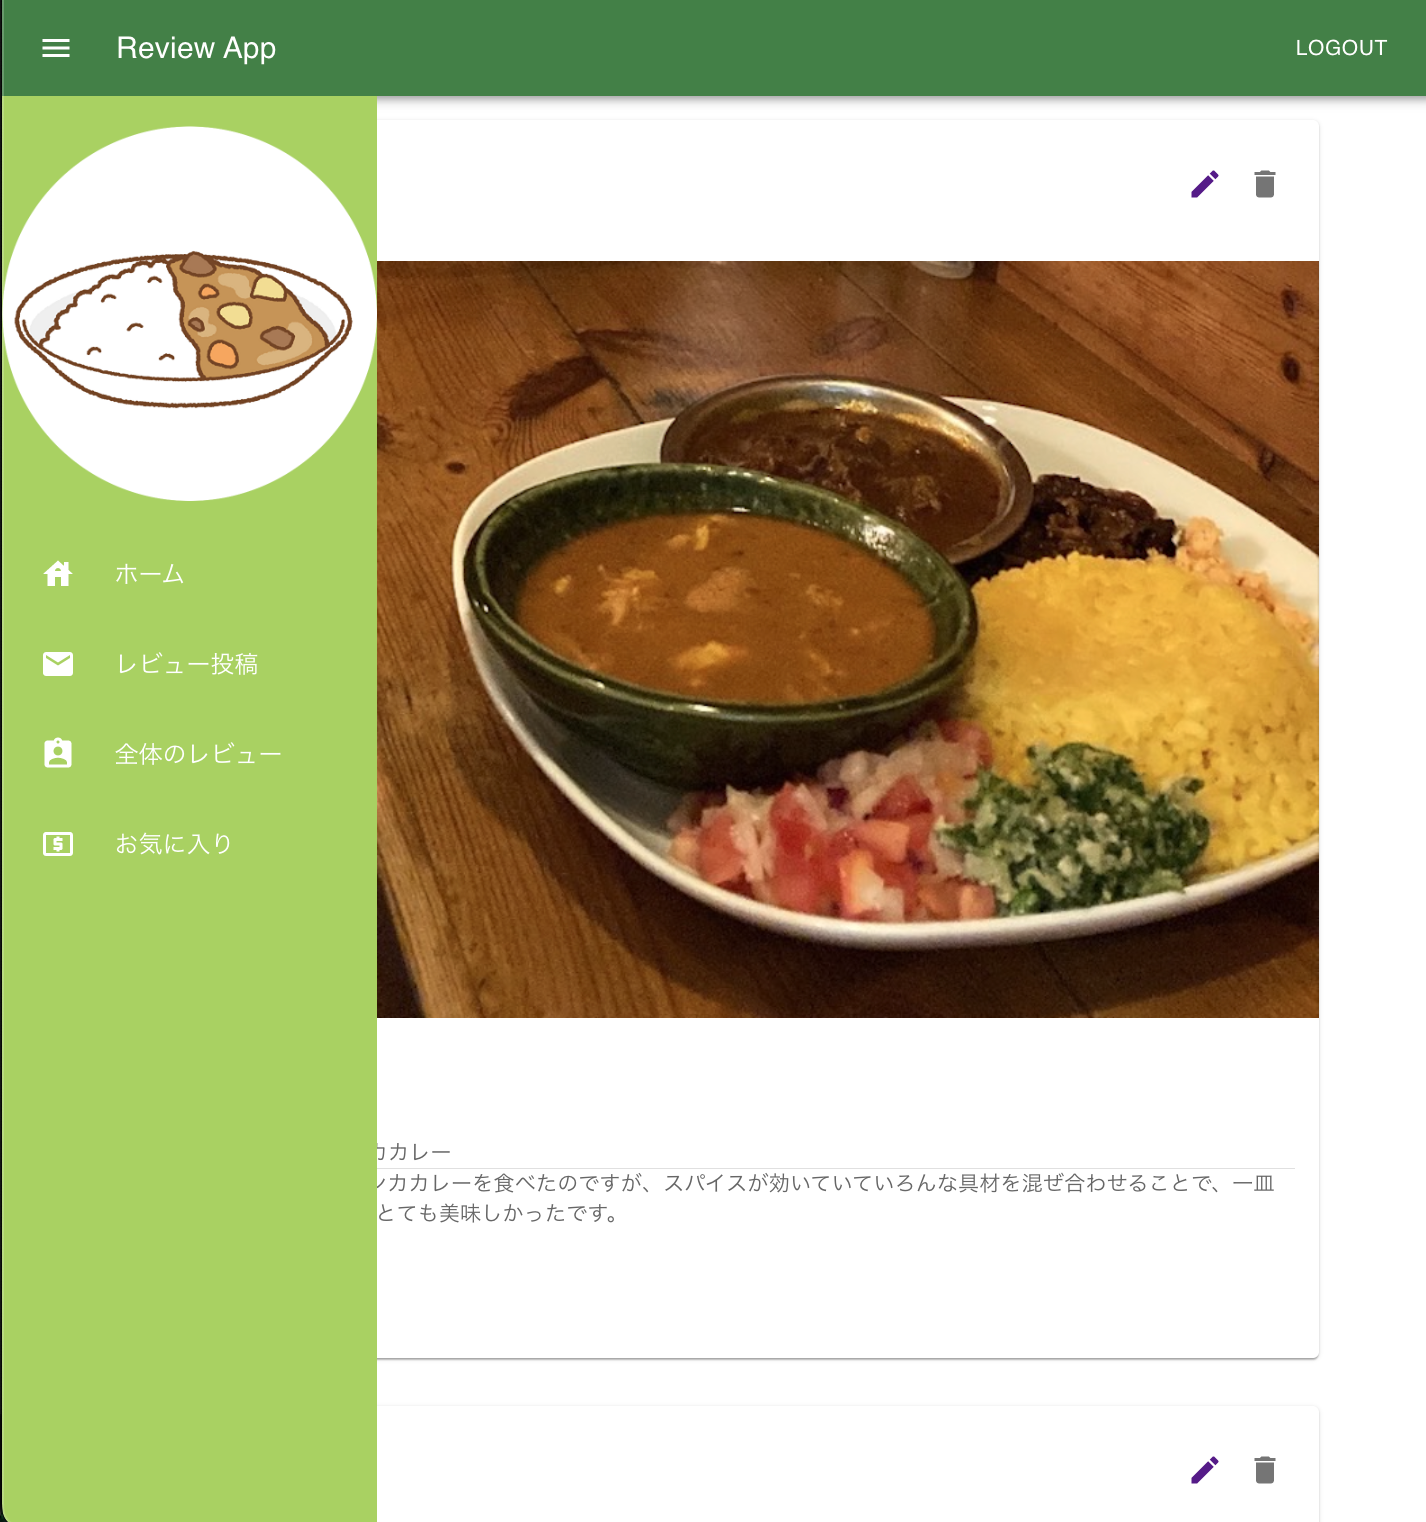 Review App
LOGOUT
ホーム
レビュー投稿
全体のレビュー
お気に入り
カカレー
ンカカレーを食べたのですが、スパイスが効いていていろんな具材を混ぜ合わせることで、一皿
とても美味しかったです。